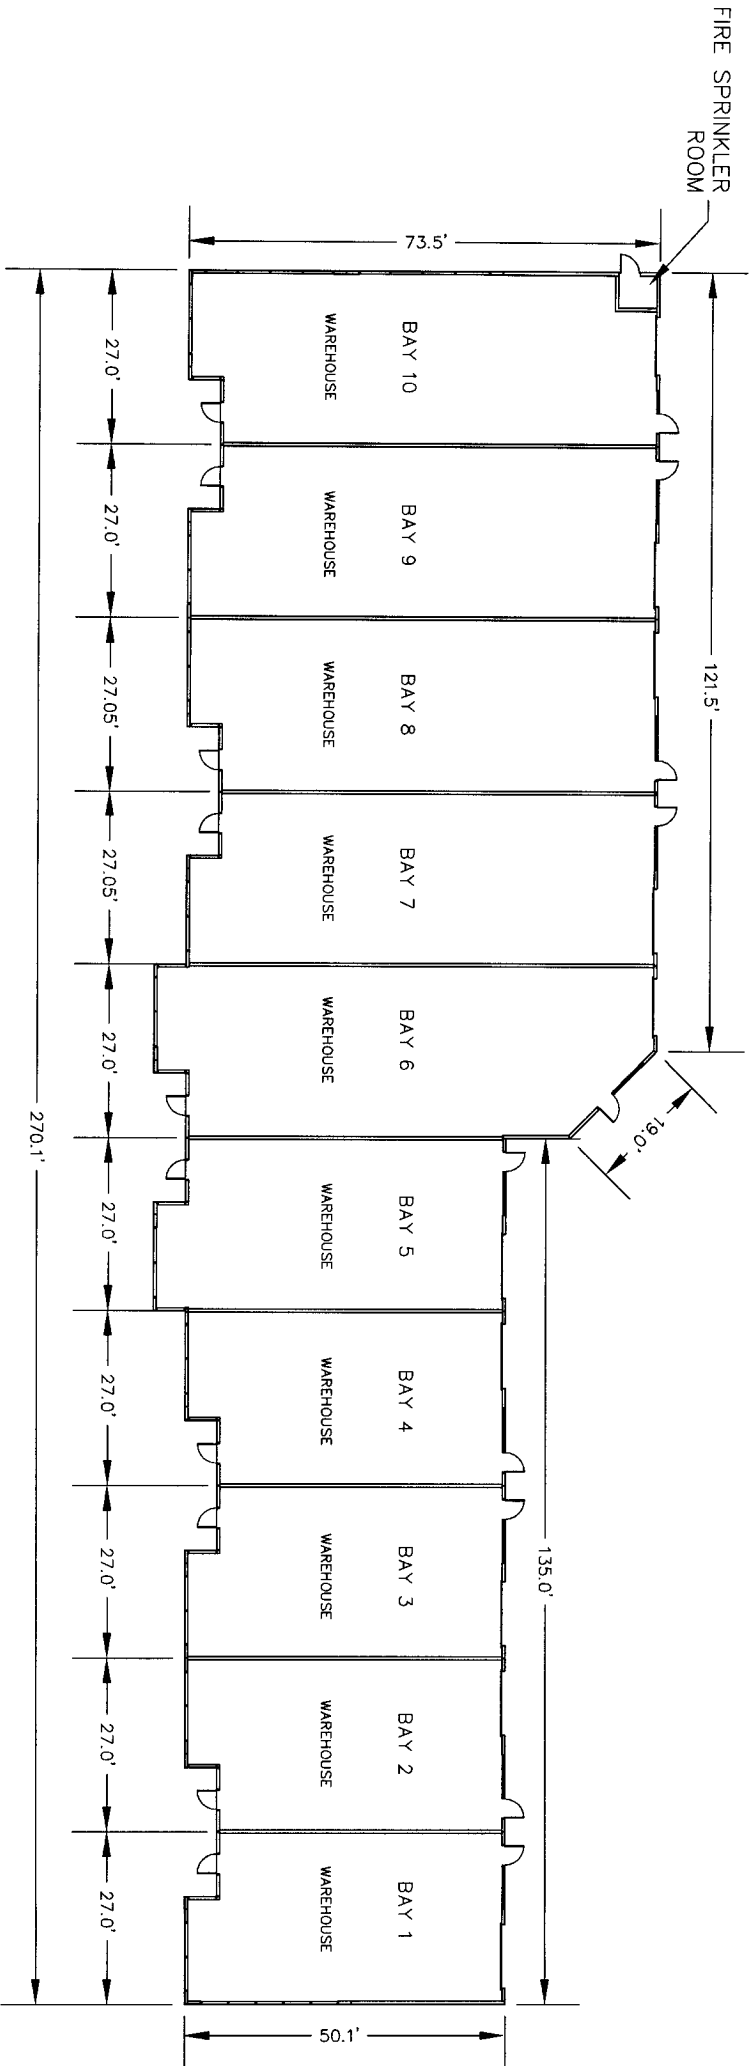 FIRE SPRINKLER
ROOM
73.5'
121.5'
19.0'
135.0'
50.1'
BAY 10
WAREHOUSE
BAY 9
WAREHOUSE
BAY 8
WAREHOUSE
BAY 7
WAREHOUSE
BAY 6
WAREHOUSE
BAY 5
WAREHOUSE
BAY 4
WAREHOUSE
BAY 3
WAREHOUSE
BAY 2
WAREHOUSE
BAY 1
WAREHOUSE
27.0'
27.0'
27.05'
27.05'
27.0'
27.0'
27.0'
27.0'
27.0'
27.0'
270.1'